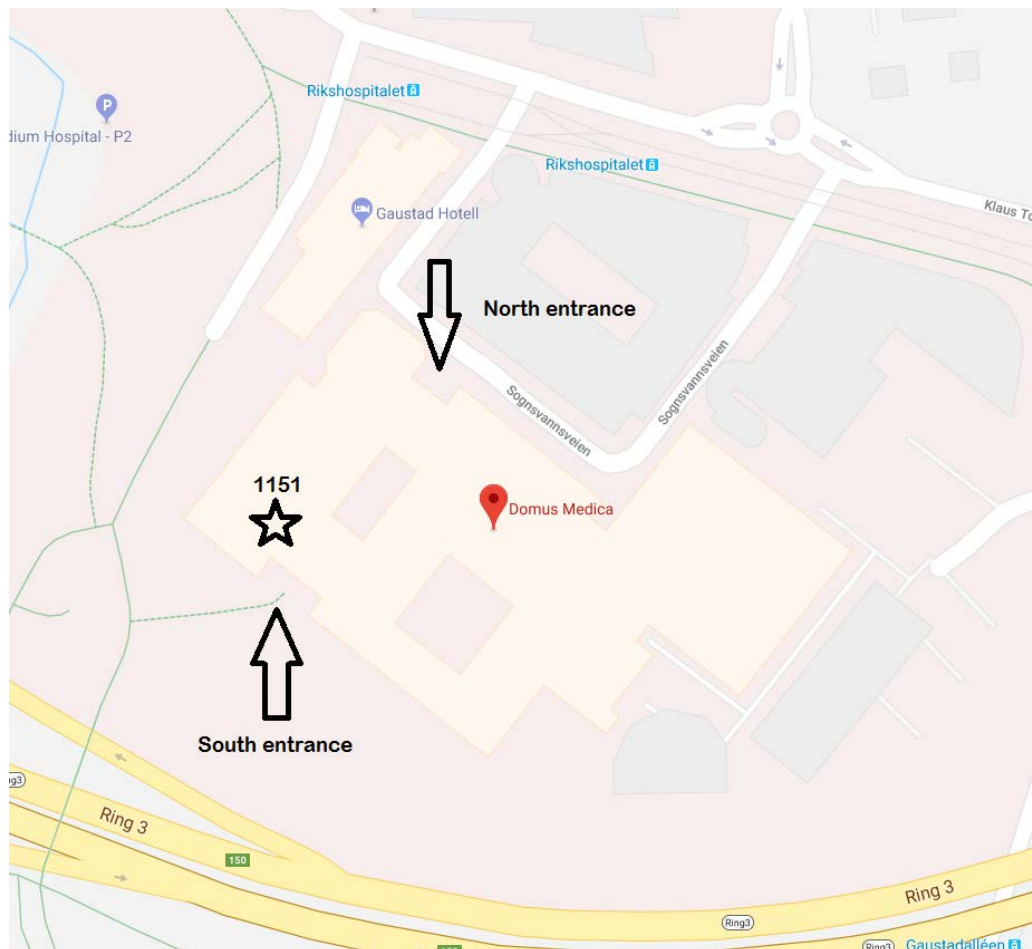 Rikshospitalet
dium Hospital - P2
Rikshospitalet
Gaustad Hotell
Klaus To
North entrance
Sognsvannsveien
Sognsvannsveien
1151
Domus Medica
South entrance
ng3
Ring 3
150
Ring 3
Ring3
Ring3
Gaustadalléen
P